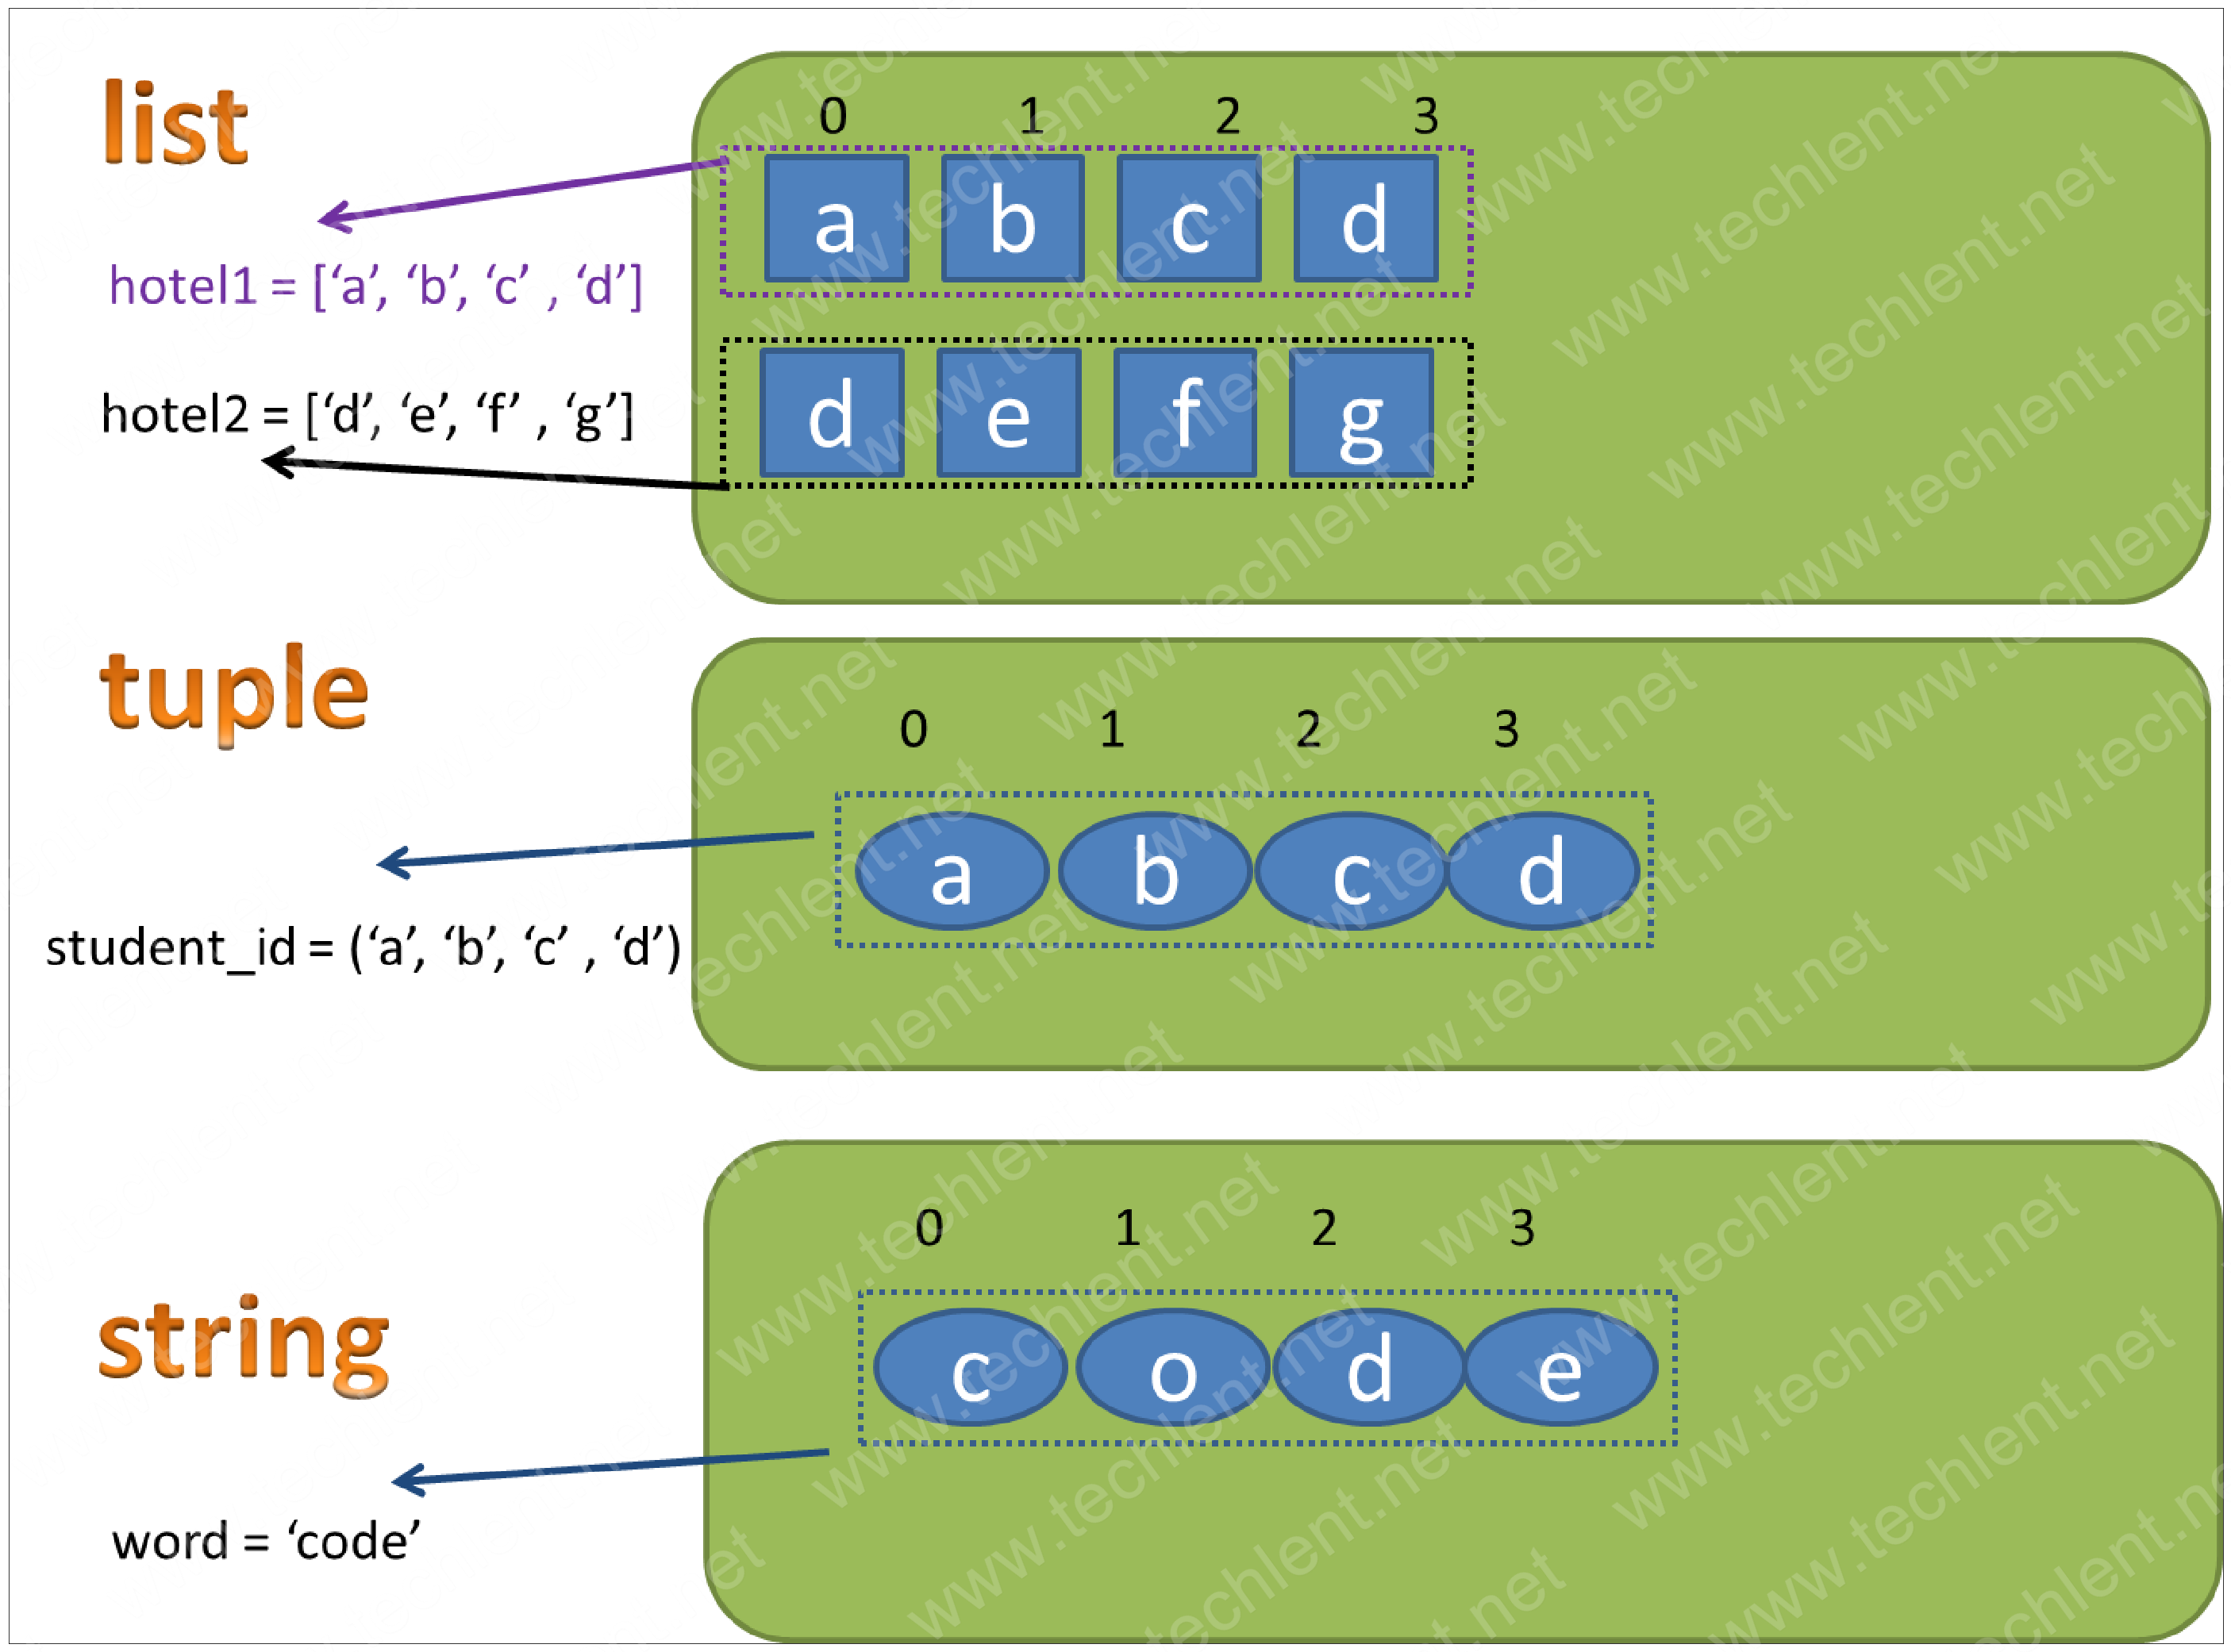 list
0 1 2 3
a b c d
hotel1 = [‘a’, ‘b’, ‘c’ , ‘d’]
hotel2 = [‘d’, ‘e’, ‘f’ , ‘g’]
d e f g
tuple
0 1 2 3
a b c d
student_id = (‘a’, ‘b’, ‘c’ , ‘d’)
string
0 1 2 3
c o d e
word = ‘code’
www.techlent.net